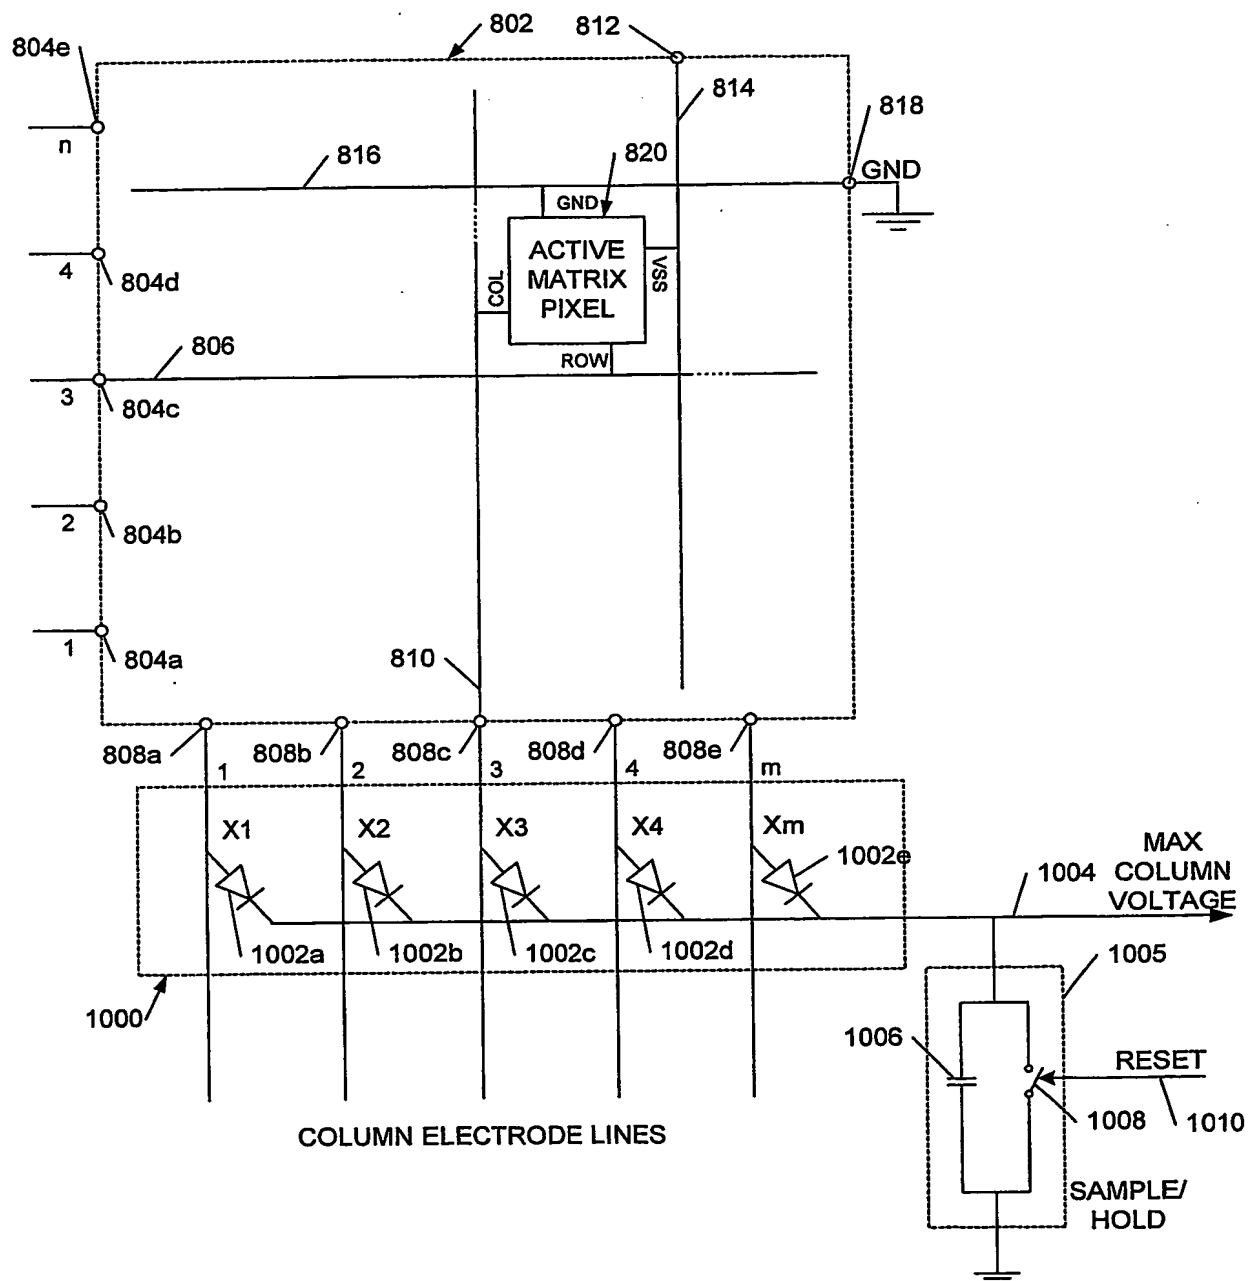 802
812
804e
814
818
n
816
820
GND
GND
ACTIVE
MATRIX
PIXEL
COL
VSS
ROW
4
804d
806
3
804c
2
804b
1
804a
810
808a
808b
808c
808d
808e
1
2
3
4
m
X1
X2
X3
X4
Xm
1002e
1002a
1002b
1002c
1002d
1000
1004
MAX
COLUMN
VOLTAGE
1005
1006
RESET
1008
1010
SAMPLE/
HOLD
COLUMN ELECTRODE LINES